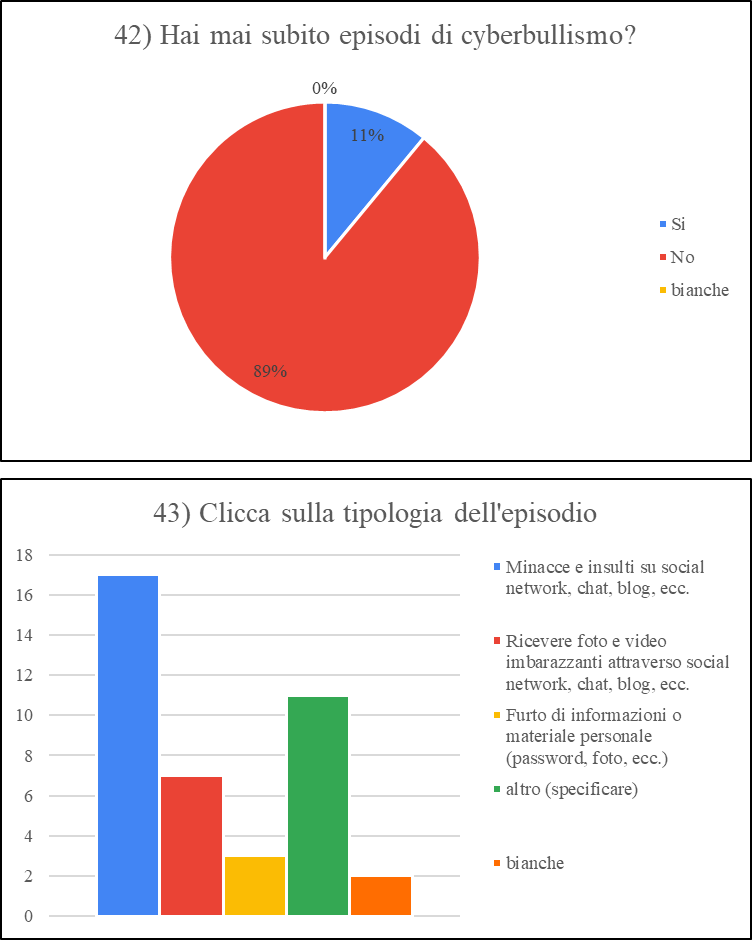 42) Hai mai subito episodi di cyberbullismo?
0%
11%
89%
Si
No
bianche
43) Clicca sulla tipologia dell'episodio
18
16
14
12
10
8
6
4
2
0
Minacce e insulti su social
network, chat, blog, ecc.
Ricevere foto e video
imbarazzanti attraverso social
network, chat, blog, ecc.
Furto di informazioni o
materiale personale
(password, foto, ecc.)
altro (specificare)
bianche